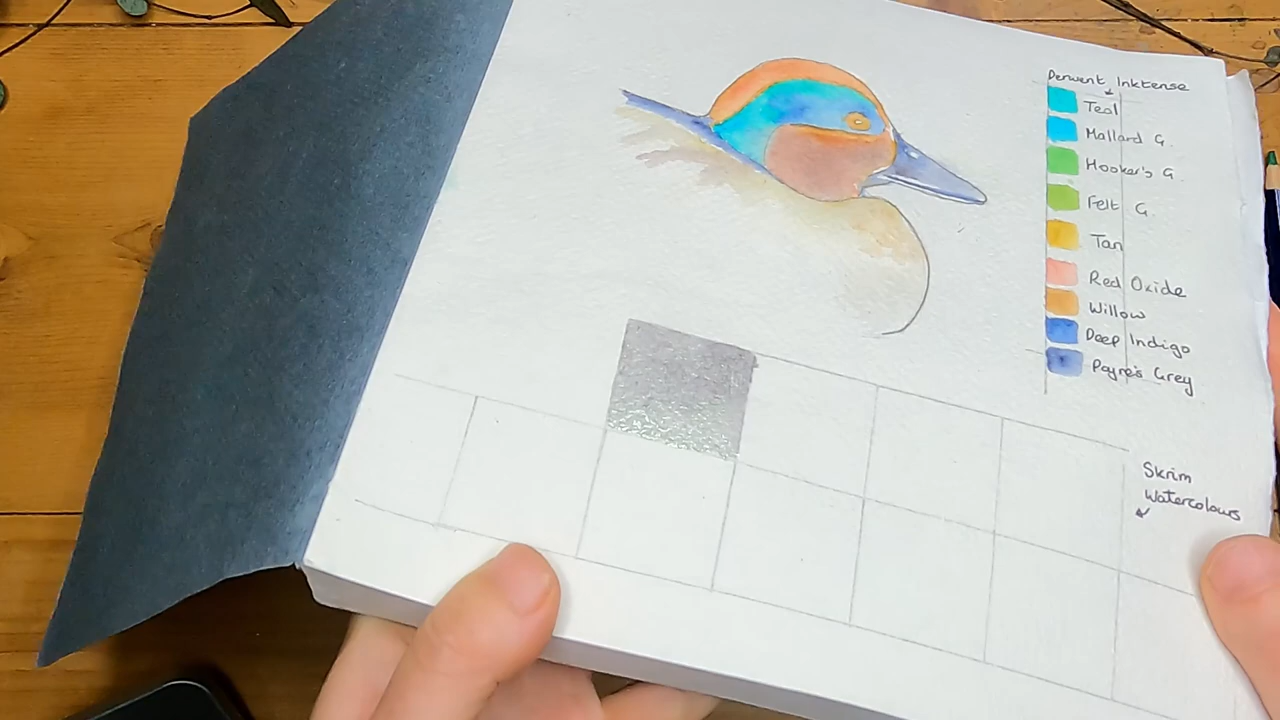 Derwent Inktense
Teal
Mallard G.
Hooker's G
Felt G.
Tan
Red Oxide
Willow
Deep Indigo
Payne's Grey
Skrim
Watercolours